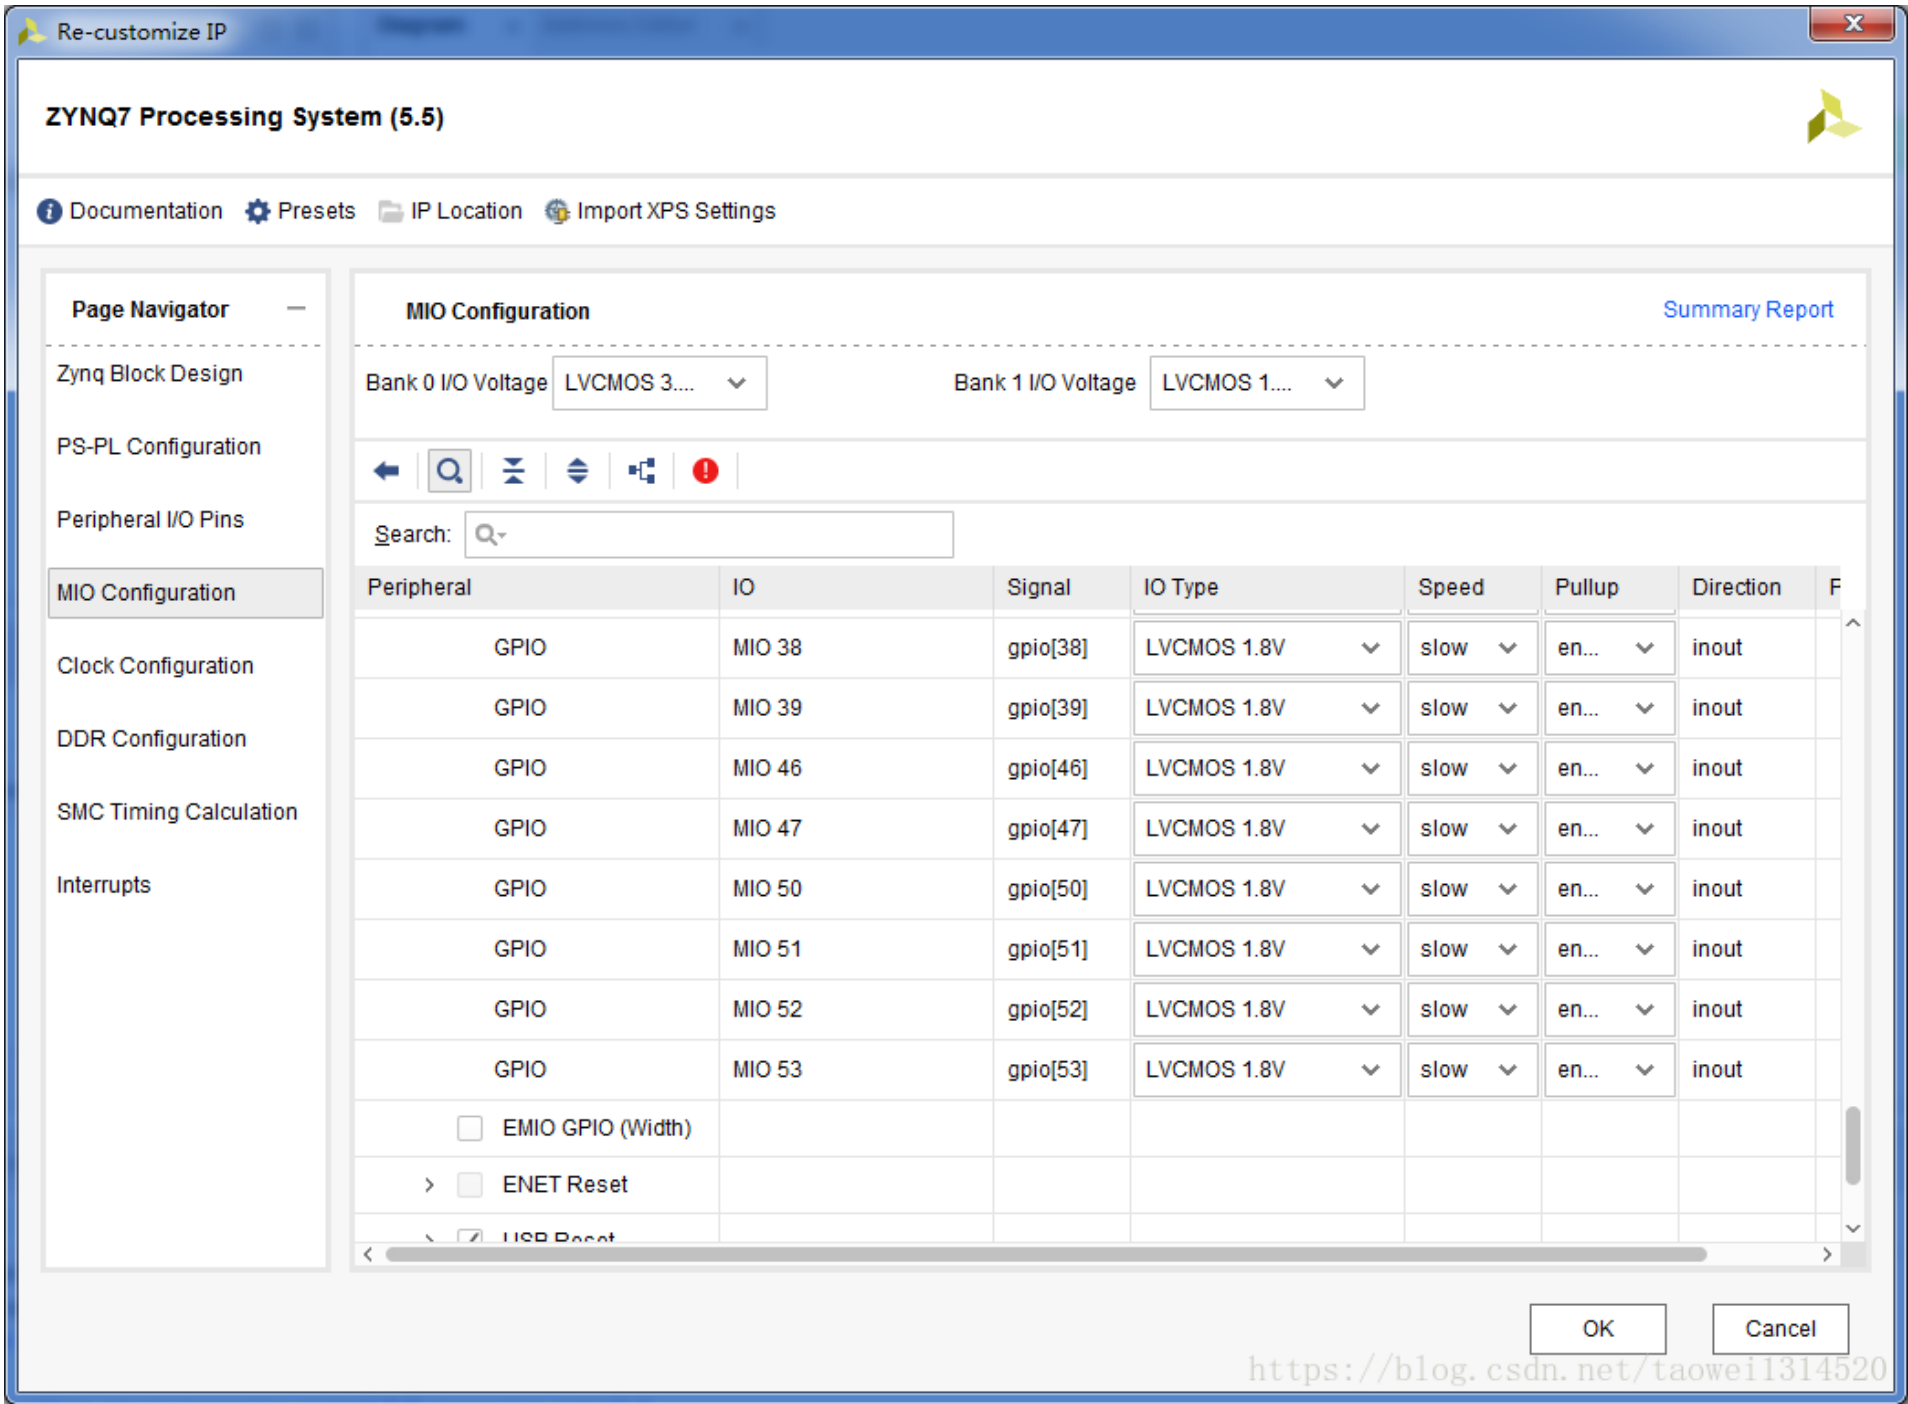 Re-customize IP
ZYNQ7 Processing System (5.5)
Documentation Presets IP Location Import XPS Settings
Page Navigator
Zynq Block Design
PS-PL Configuration
Peripheral I/O Pins
MIO Configuration
Clock Configuration
DDR Configuration
SMC Timing Calculation
Interrupts
MIO Configuration Summary Report
Bank 0 I/O Voltage LVCMOS 3.... Bank 1 I/O Voltage LVCMOS 1....
Search:
Peripheral IO Signal IO Type Speed Pullup Direction
GPIO MIO 38 gpio[38] LVCMOS 1.8V slow en... inout
GPIO MIO 39 gpio[39] LVCMOS 1.8V slow en... inout
GPIO MIO 46 gpio[46] LVCMOS 1.8V slow en... inout
GPIO MIO 47 gpio[47] LVCMOS 1.8V slow en... inout
GPIO MIO 50 gpio[50] LVCMOS 1.8V slow en... inout
GPIO MIO 51 gpio[51] LVCMOS 1.8V slow en... inout
GPIO MIO 52 gpio[52] LVCMOS 1.8V slow en... inout
GPIO MIO 53 gpio[53] LVCMOS 1.8V slow en... inout
EMIO GPIO (Width)
ENET Reset
USB Reset
OK Cancel
https://blog.csdn.net/taowei1314520